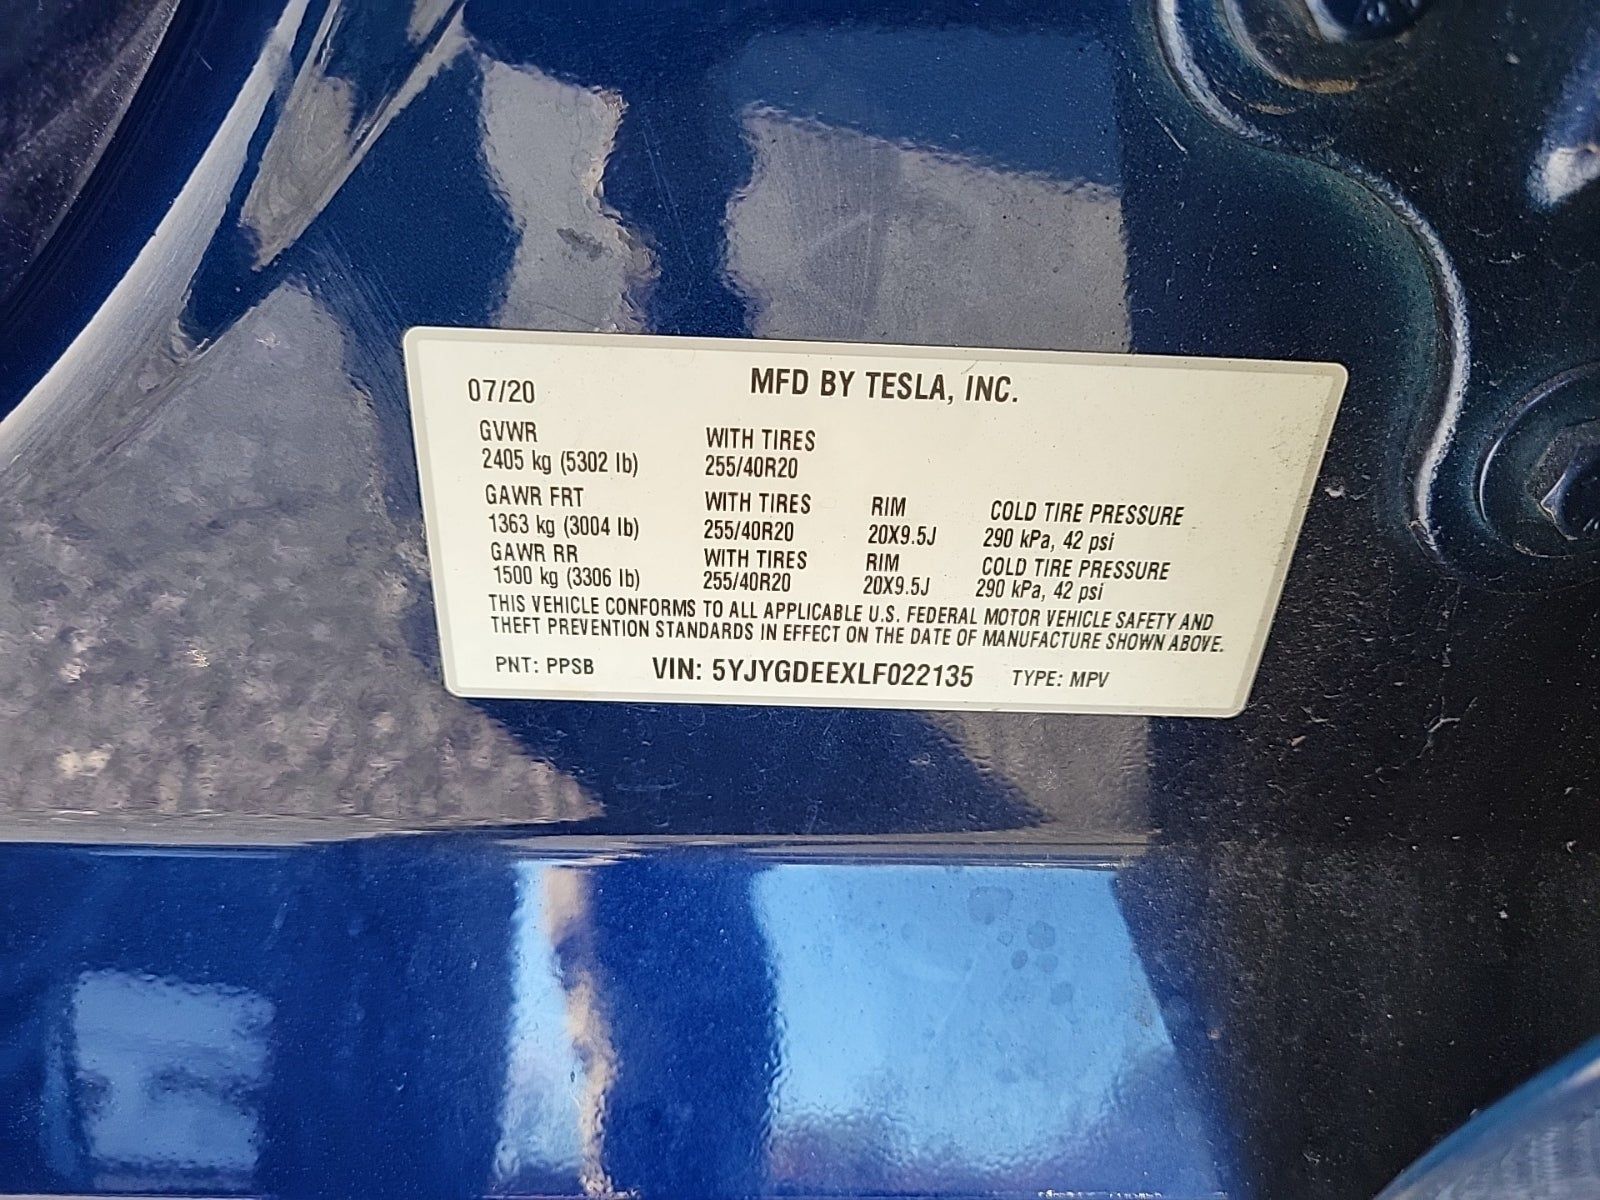 07/20 MFD BY TESLA, INC.
GVWR WITH TIRES
2405 kg (5302 lb) 255/40R20
GAWR FRT WITH TIRES RIM COLD TIRE PRESSURE
1363 kg (3004 lb) 255/40R20 20X9.5J 290 kPa, 42 psi
GAWR RR WITH TIRES RIM COLD TIRE PRESSURE
1500 kg (3306 lb) 255/40R20 20X9.5J 290 kPa, 42 psi
THIS VEHICLE CONFORMS TO ALL APPLICABLE U.S. FEDERAL MOTOR VEHICLE SAFETY AND
THEFT PREVENTION STANDARDS IN EFFECT ON THE DATE OF MANUFACTURE SHOWN ABOVE.
PNT: PPSB VIN: 5YJYGDEEXLF022135 TYPE: MPV